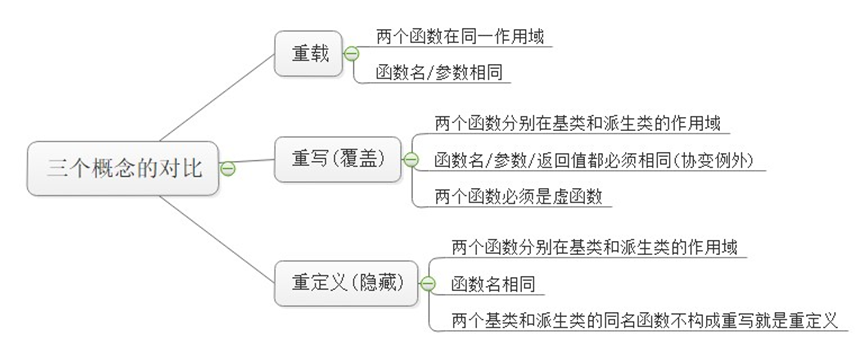 三个概念的对比
重载
两个函数在同一作用域
函数名/参数相同
重写(覆盖)
两个函数分别在基类和派生类的作用域
函数名/参数/返回值都必须相同(协变例外)
两个函数必须是虚函数
重定义(隐藏)
两个函数分别在基类和派生类的作用域
函数名相同
两个基类和派生类的同名函数不构成重写就是重定义